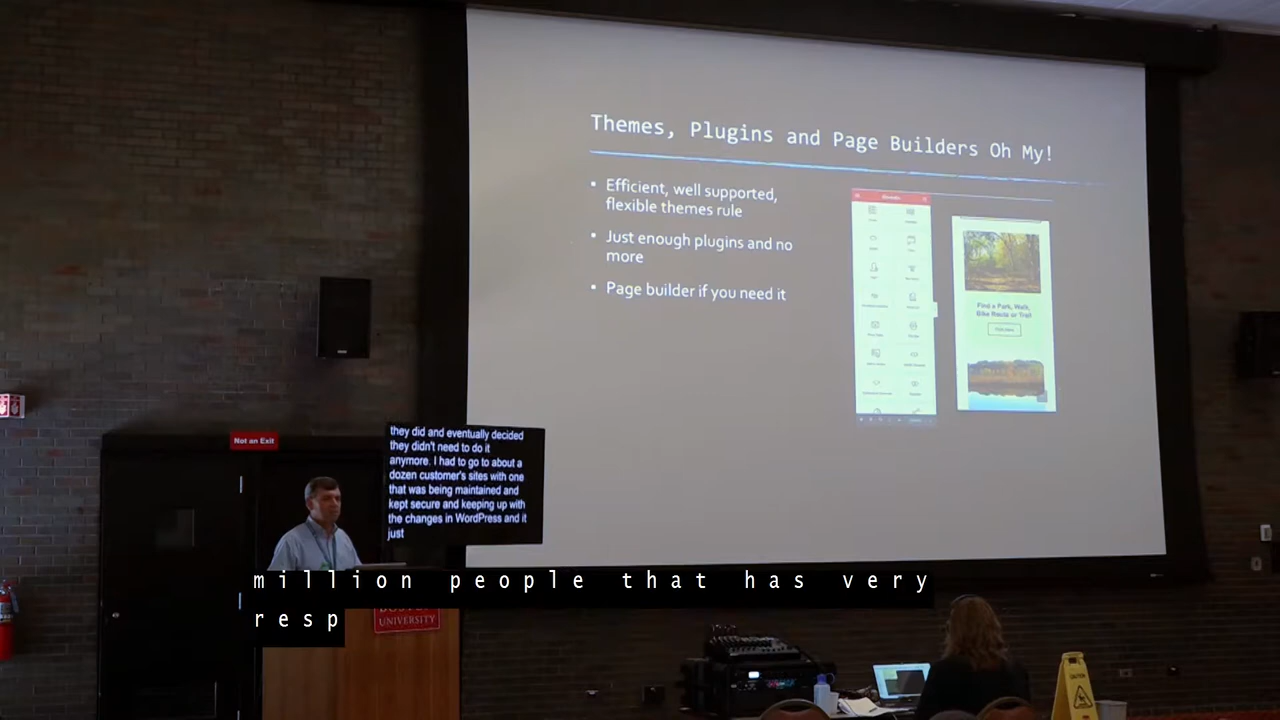 Themes, Plugins and Page Builders Oh My!
• Efficient, well supported,
flexible themes rule
• Just enough plugins and no
more
• Page builder if you need it
Find a Park, Walk,
Bike Route or Trail
Not an Exit
they did and eventually decided
they didn't need to do it
anymore. I had to go to about a
dozen customer's sites with one
that was being maintained and
kept secure and keeping up with
the changes in WordPress and it
just
million people that has very
resp
BOSTON
UNIVERSITY
CAUTION